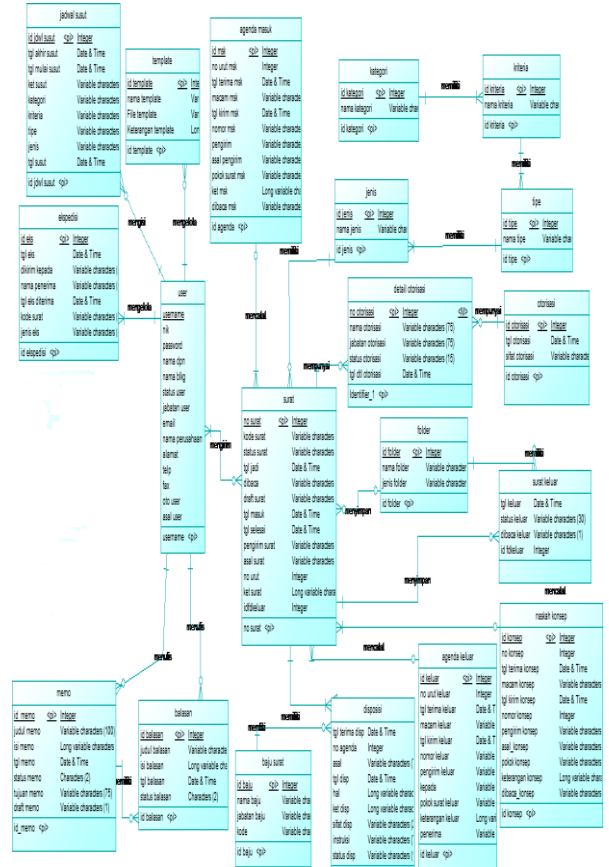 jadwal susut
id jdwl susut <pi> Integer
tgl akhir susut Date & Time
tgl mulai susut Date & Time
ket susut Variable characters
kategori Variable characters
kriteria Variable characters
tipe Variable characters
jenis Variable characters
tgl susut Date & Time
id jdwl susut <pi>
template
id template <pi>
nama template
File template
Keterangan template
id template <pi>
agenda masuk
id msk <pi> Integer
no urut msk Integer
tgl terima msk Date & Time
macam msk
tgl kirim msk Date & Time
nomor msk
pengirim
asal pengirim
pokok surat msk
ket msk
dibaca msk
id agenda <pi>
kategori
id kategori <pi> Integer
nama kategori
id kategori <pi>
memiliki
kriteria
id kriteria <pi> Integer
nama kriteria
id kriteria <pi>
memiliki
ekspedisi
id eks <pi> Integer
tgl eks Date & Time
dikirim kepada Variable characters
nama penerima Variable characters
tgl eks diterima Date & Time
kode surat Variable characters
jenis eks Variable characters
id ekspedisi <pi>
mengisi
mengelola
mengelola
mencatat
memiliki
jenis
id jenis <pi> Integer
nama jenis
id jenis <pi>
memiliki
tipe
id tipe <pi> Integer
nama tipe
id tipe <pi>
user
username
nik
password
nama dpn
nama blkg
status user
jabatan user
email
nama perusahaan
alamat
telp
fax
oto user
asal user
username <pi>
detail otorisasi
no otorisasi <pi> Integer
nama otorisasi Variable characters (75)
jabatan otorisasi Variable characters (75)
status otorisasi Variable characters (15)
tgl dtl otorisasi Date & Time
Identifier_1 <pi>
mempunyai
otorisasi
id otorisasi <pi> Integer
tgl otorisasi Date & Time
sifat otorisasi
id otorisasi <pi>
mempunyai
mengirim
surat
no surat <pi> Integer
kode surat Variable characters
status surat Variable characters
tgl jadi Date & Time
dibaca Variable characters
draft surat Variable characters
tgl masuk Date & Time
tgl selesai Date & Time
pengirim surat Variable characters
asal surat Variable characters
no urut Integer
ket surat
idfdkeluar Integer
no surat <pi>
folder
id folder <pi> Integer
nama folder Variable character
jenis folder Variable character
id folder <pi>
memiliki
menyimpan
surat keluar
tgl keluar Date & Time
status keluar Variable characters (30)
dibaca keluar Variable characters (1)
id fdkeluar Integer
menyimpan
mencatat
naskah konsep
id konsep <pi> Integer
no konsep Integer
tgl terima konsep Date & Time
macam konsep Variable characters
tgl kirim konsep Date & Time
nomor konsep Integer
pengirim konsep Variable characters
asal_konsep Variable characters
pokok konsep Variable characters
keterangan konsep
dibaca_konsep Variable characters
id konsep <pi>
mencatat
agenda keluar
id keluar <pi> Integer
no urut keluar Integer
tgl terima keluar
macam keluar Variable
tgl kirim keluar
nomor keluar Variable
pengirim keluar Variable
kepada Variable
pokok surat keluar Variable
keterangan keluar
penerima Variable
id keluar <pi>
menulis
menulis
memo
id_memo <pi> Integer
judul memo Variable characters (100)
isi memo Long variable characters
tgl memo Date & Time
status memo Characters (2)
tujuan memo Variable characters (75)
draft memo Variable characters (1)
id_memo <pi>
memiliki
balasan
id balasan <pi> Integer
judul balasan
isi balasan
tgl balasan Date & Time
status balasan Characters (2)
id balasan <pi>
memiliki
memiliki
baju surat
id baju <pi> Integer
nama baju
jabatan baju
kode
id baju <pi>
disposisi
tgl terima disp Date & Time
no agenda Integer
asal Variable characters
tgl disp Date & Time
hal
ket disp
sifat disp Variable characters
instruksi
status disp Variable characters